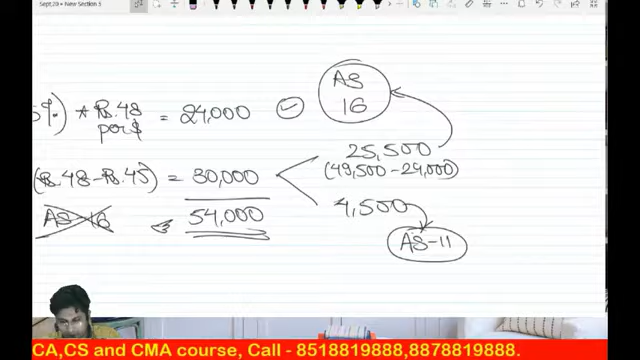 Sept,20 = New Section 5
5%) * Rs.48 per $ = 24,000
AS 16
25,500
(49,500 - 24,000)
(Rs.48 - Rs.45) = 30,000
4,500
AS 16
54,000
AS-11
CA,CS and CMA course, Call - 8518819888,8878819888.